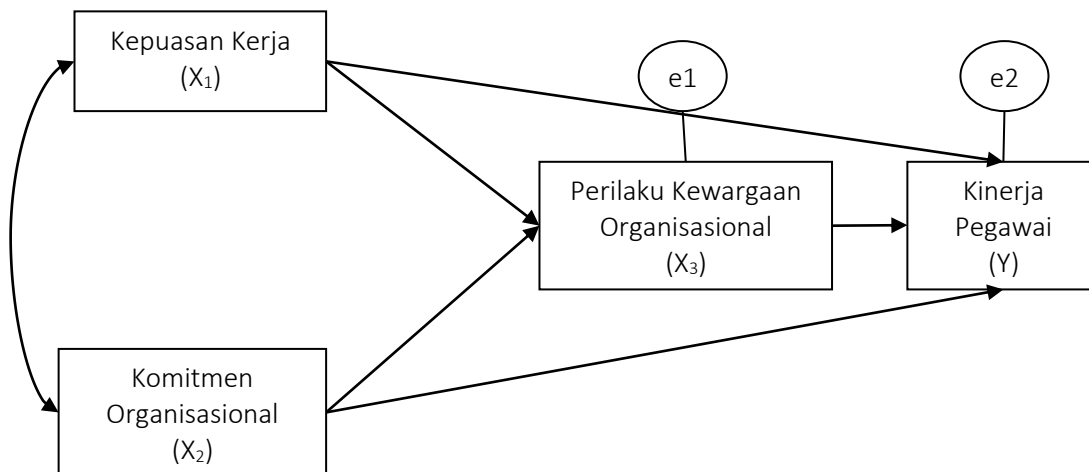 Kepuasan Kerja
(X₁)
e1
e2
Perilaku Kewargaan
Organisasional
(X₃)
Kinerja
Pegawai
(Y)
Komitmen
Organisasional
(X₂)